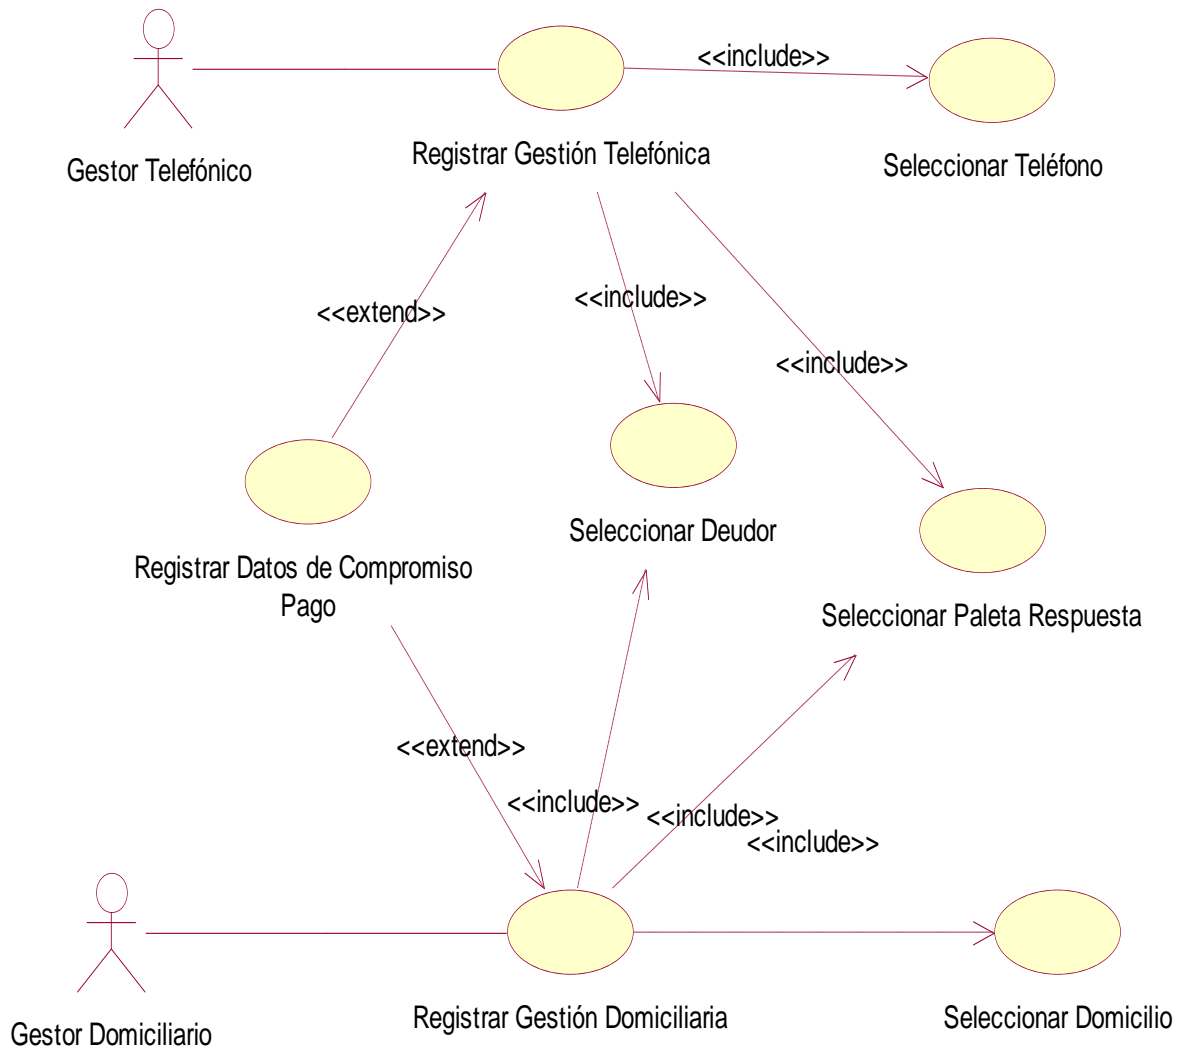 <<include>>
Registrar Gestión Telefónica
Gestor Telefónico
Seleccionar Teléfono
<<extend>>
<<include>>
<<include>>
Seleccionar Deudor
Registrar Datos de Compromiso
Pago
Seleccionar Paleta Respuesta
<<extend>>
<<include>>
<<include>>
<<include>>
Gestor Domiciliario
Registrar Gestión Domiciliaria
Seleccionar Domicilio